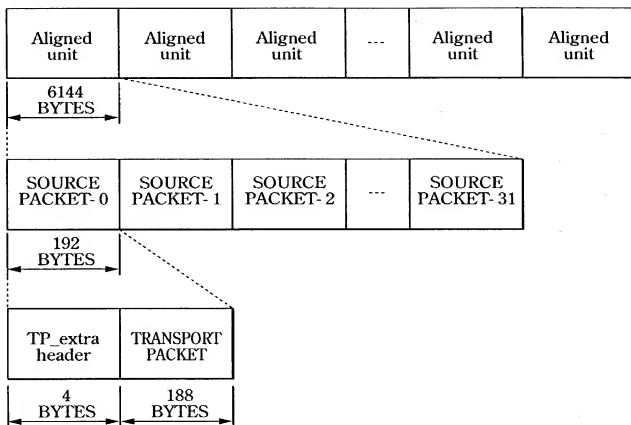 Aligned unit
Aligned unit
Aligned unit
---
Aligned unit
Aligned unit
6144 BYTES
SOURCE PACKET-0
SOURCE PACKET-1
SOURCE PACKET-2
---
SOURCE PACKET-31
192 BYTES
TP_extra header
TRANSPORT PACKET
4 BYTES
188 BYTES